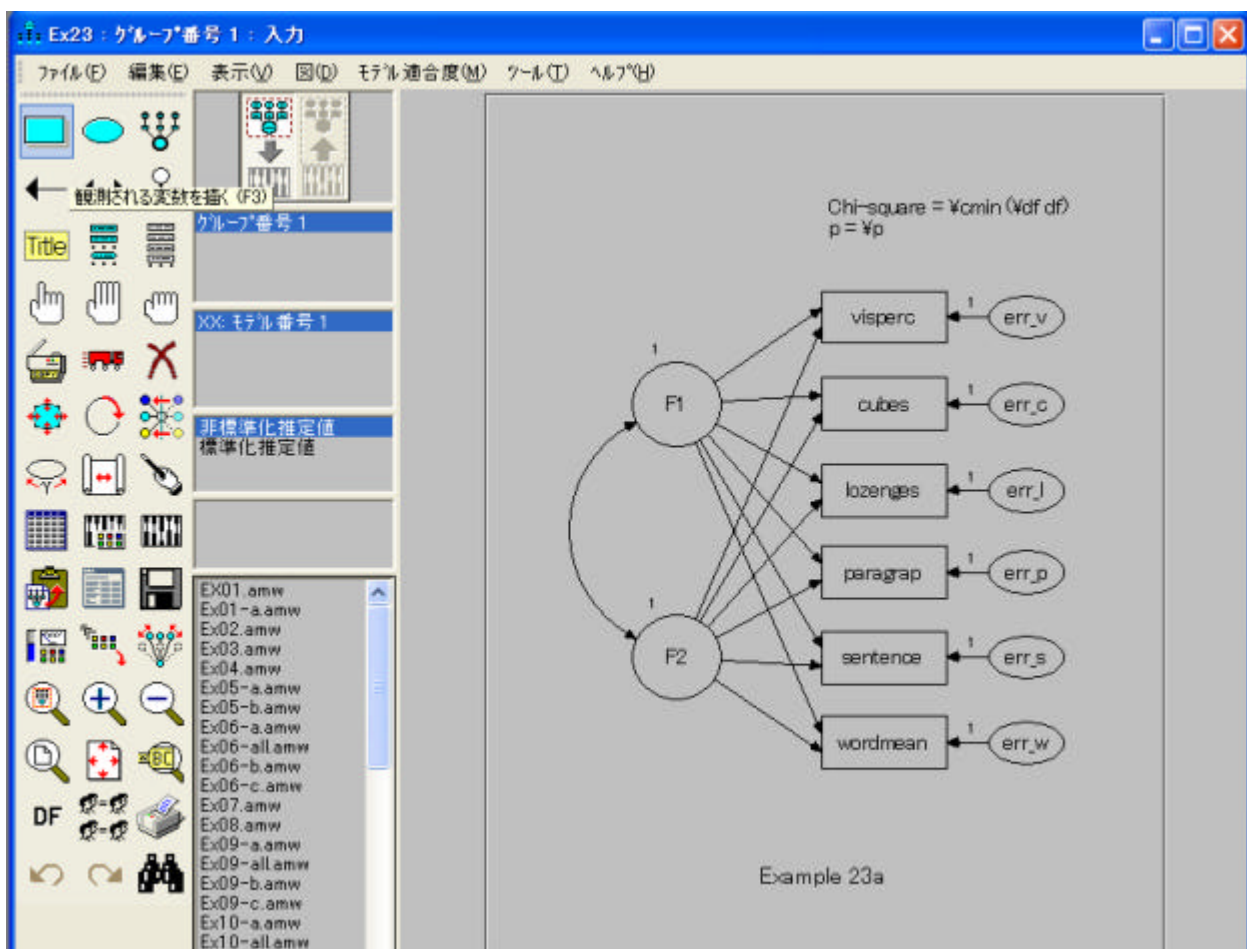 Ex23 : グループ番号 1 : 入力
ファイル(F) 編集(E) 表示(V) 図(D) モデル適合度(M) ツール(T) ヘルプ(H)
観測される変数を描く (F3)
Title
DF
グループ番号 1
XX: モデル番号 1
非標準化推定値
標準化推定値
EX01.amw
Ex01-a.amw
Ex02.amw
Ex03.amw
Ex04.amw
Ex05-a.amw
Ex05-b.amw
Ex06-a.amw
Ex06-all.amw
Ex06-b.amw
Ex06-c.amw
Ex07.amw
Ex08.amw
Ex09-a.amw
Ex09-all.amw
Ex09-b.amw
Ex09-c.amw
Ex10-a.amw
Ex10-all.amw
Chi-square = ¥cmin (¥df df)
p = ¥p
visperc 1 err_v
1
F1
cubes 1 err_c
lozenges 1 err_l
paragrap 1 err_p
1
F2
sentence 1 err_s
wordmean 1 err_w
Example 23a